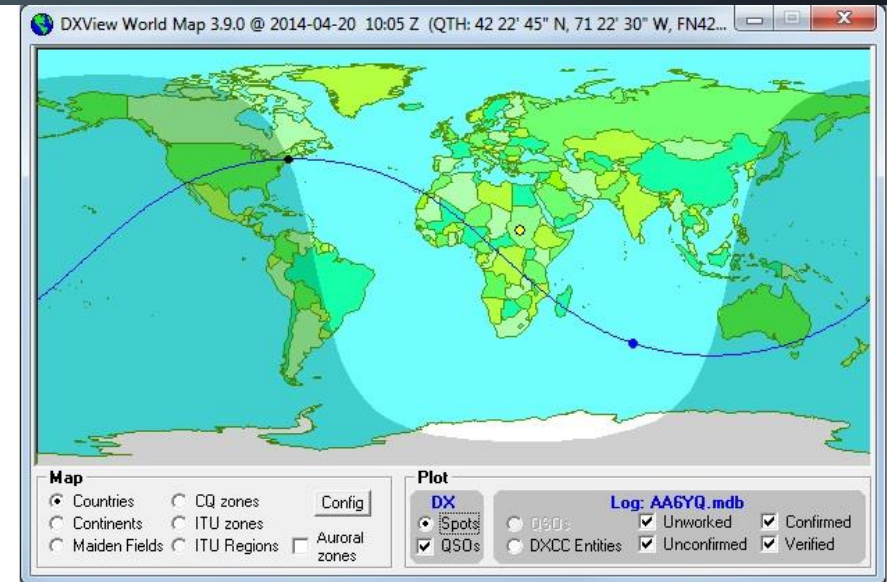 DXView World Map 3.9.0 @ 2014-04-20 10:05 Z (QTH: 42 22' 45" N, 71 22' 30" W, FN42...
Map
Countries CQ zones Config
Continents ITU zones
Maiden Fields ITU Regions Auroral zones
Plot
DX
Spots
QSOs
Log: AA6YQ.mdb
QSOs Unworked Confirmed
DXCC Entities Unconfirmed Verified